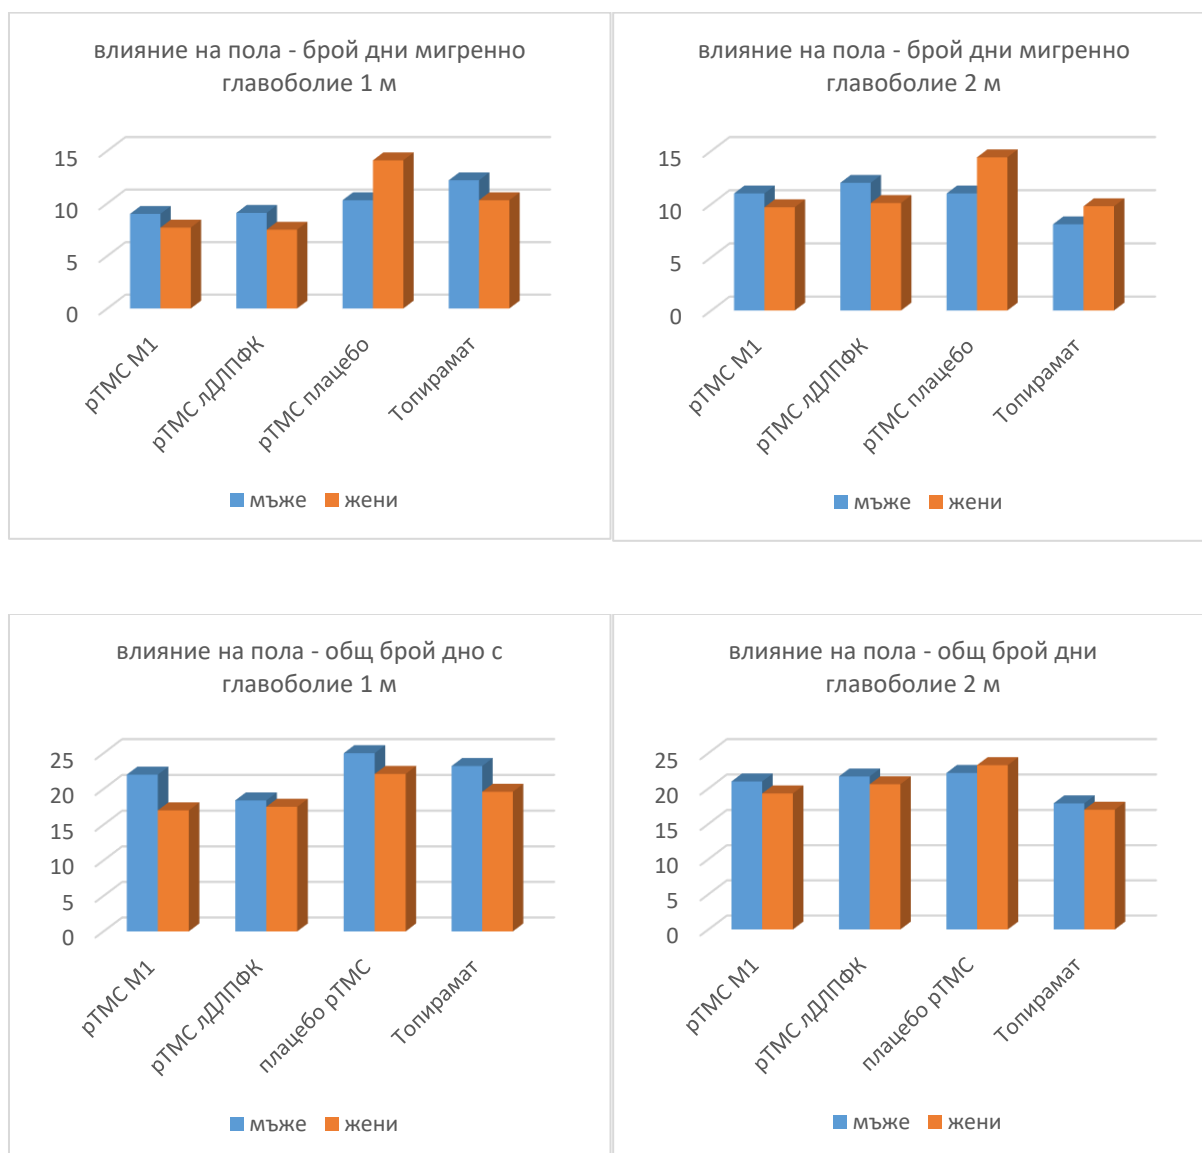 влияние на пола - брой дни мигренно
главоболие 1 м
15
10
5
0
рТМС М1
рТМС лДЛПФК
рТМС плацебо
Топирамат
мъже жени
влияние на пола - брой дни мигренно
главоболие 2 м
15
10
5
0
рТМС М1
рТМС лДЛПФК
рТМС плацебо
Топирамат
мъже жени
влияние на пола - общ брой дно с
главоболие 1 м
25
20
15
10
5
0
рТМС М1
рТМС лДЛПФК
плацебо рТМС
Топирамат
мъже жени
влияние на пола - общ брой дни
главоболие 2 м
25
20
15
10
5
0
рТМС М1
рТМС лДЛПФК
плацебо рТМС
Топирамат
мъже жени